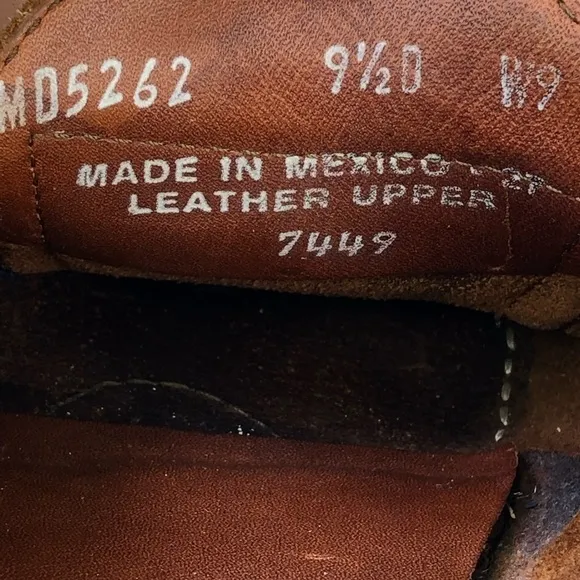 MD5262 9½D W9
MADE IN MEXICO
LEATHER UPPER
7449